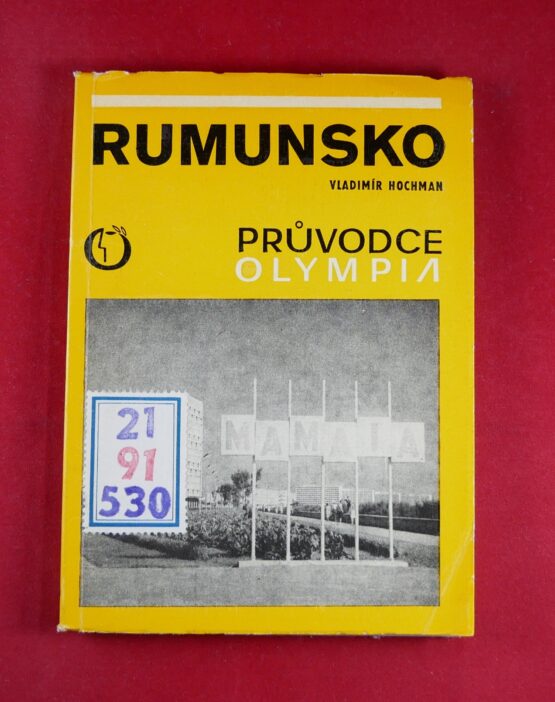 RUMUNSKO
VLADIMÍR HOCHMAN
PRŮVODCE
OLYMPIA
MAMAIA
21
91
530